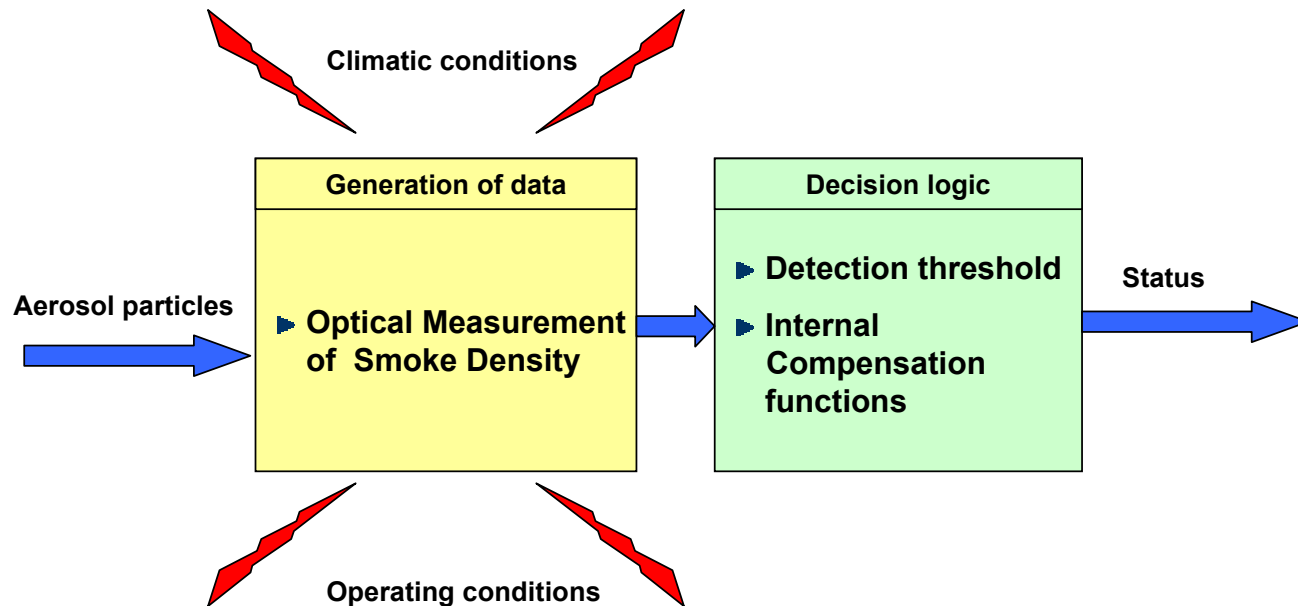 Climatic conditions
Generation of data
Decision logic
Aerosol particles
Optical Measurement
of Smoke Density
Detection threshold
Internal
Compensation
functions
Status
Operating conditions